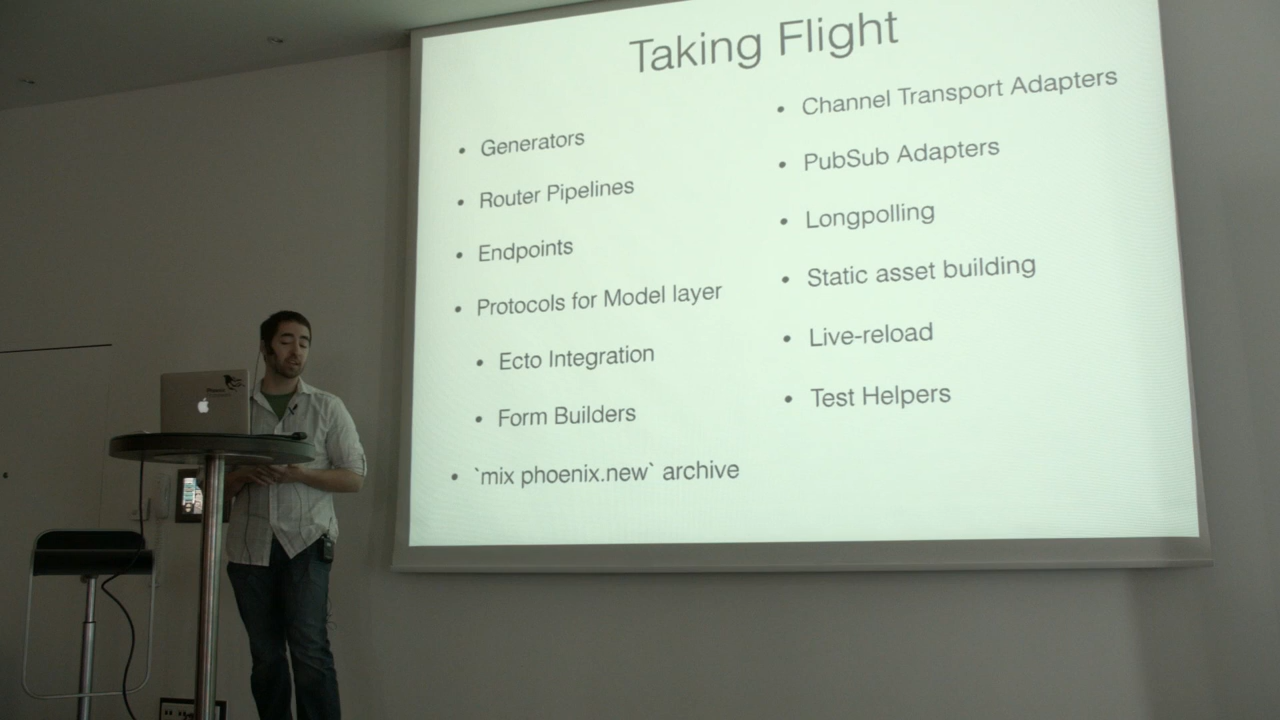 Taking Flight
• Generators
• Router Pipelines
• Endpoints
• Protocols for Model layer
• Ecto Integration
• Form Builders
• `mix phoenix.new` archive
• Channel Transport Adapters
• PubSub Adapters
• Longpolling
• Static asset building
• Live-reload
• Test Helpers